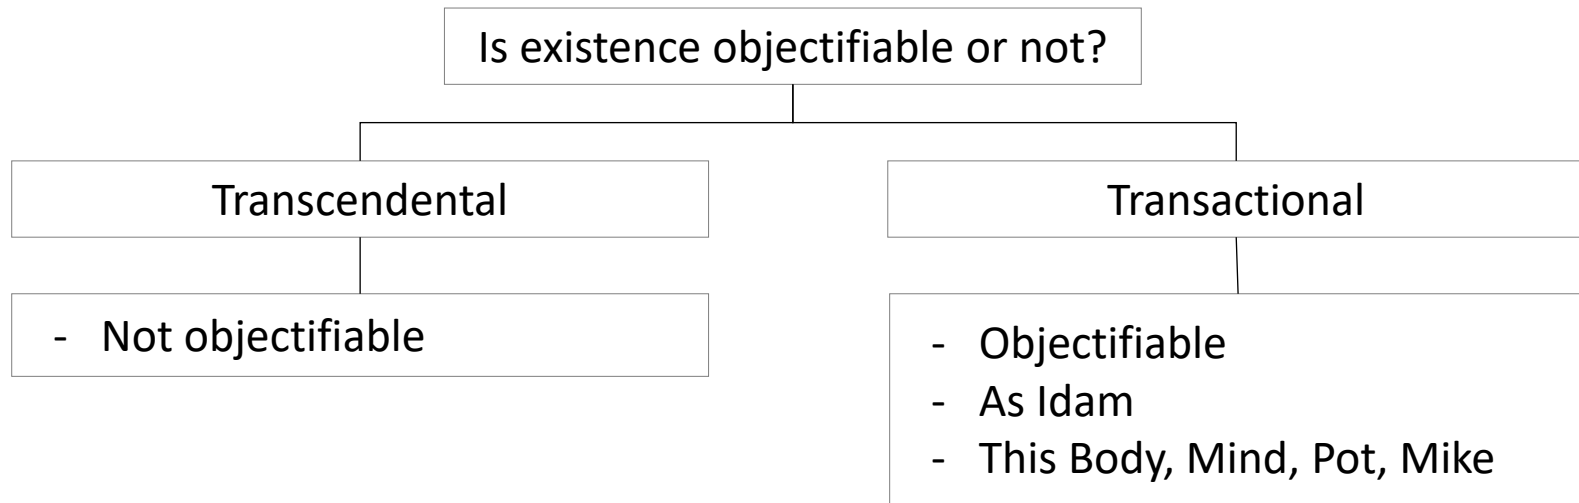 Is existence objectifiable or not?
Transcendental
Transactional
- Not objectifiable
- Objectifiable
- As Idam
- This Body, Mind, Pot, Mike